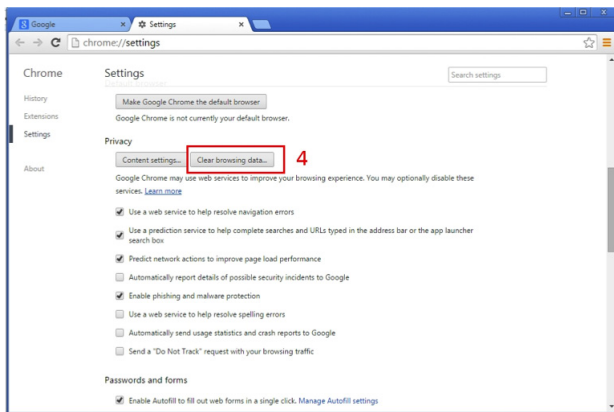 Google
Settings
chrome://settings
Chrome
Settings
Search settings
History
Extensions
Settings
About
Default browser
Make Google Chrome the default browser
Google Chrome is not currently your default browser.
Privacy
Content settings...
Clear browsing data...
4
Google Chrome may use web services to improve your browsing experience. You may optionally disable these
services. Learn more
Use a web service to help resolve navigation errors
Use a prediction service to help complete searches and URLs typed in the address bar or the app launcher
search box
Predict network actions to improve page load performance
Automatically report details of possible security incidents to Google
Enable phishing and malware protection
Use a web service to help resolve spelling errors
Automatically send usage statistics and crash reports to Google
Send a "Do Not Track" request with your browsing traffic
Passwords and forms
Enable Autofill to fill out web forms in a single click. Manage Autofill settings